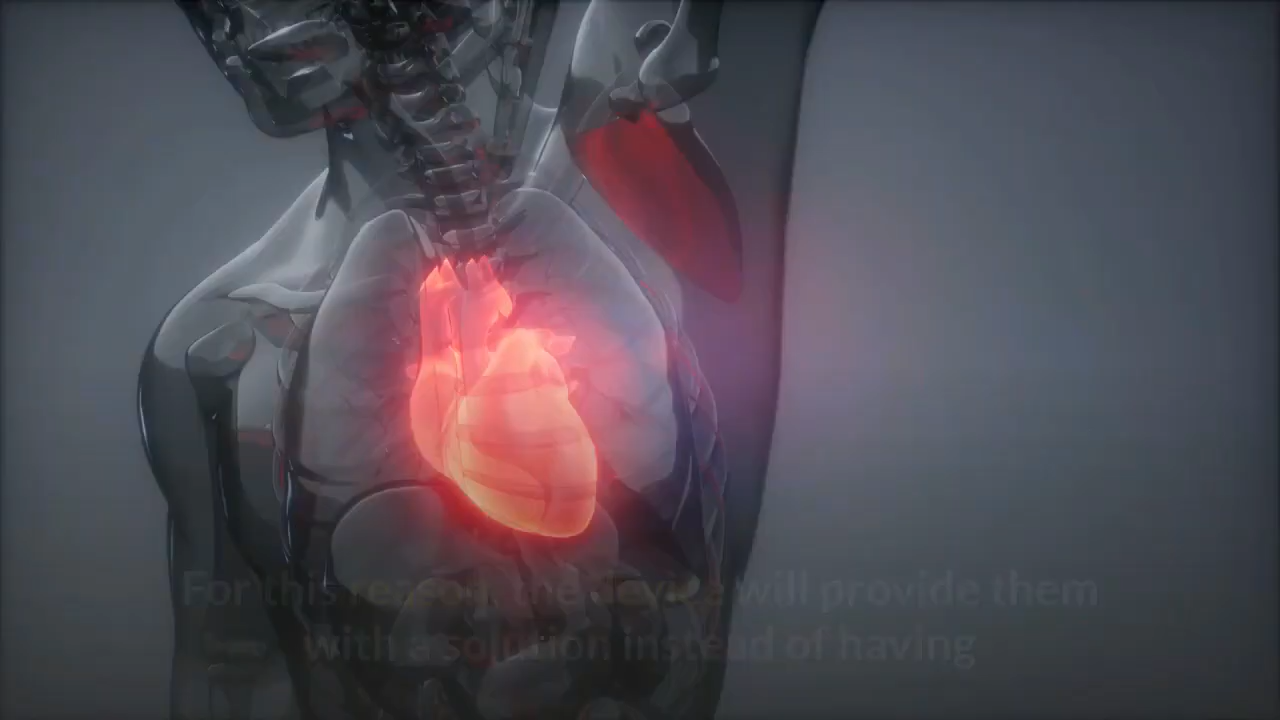 For this reason, the device will provide them
with a solution instead of having